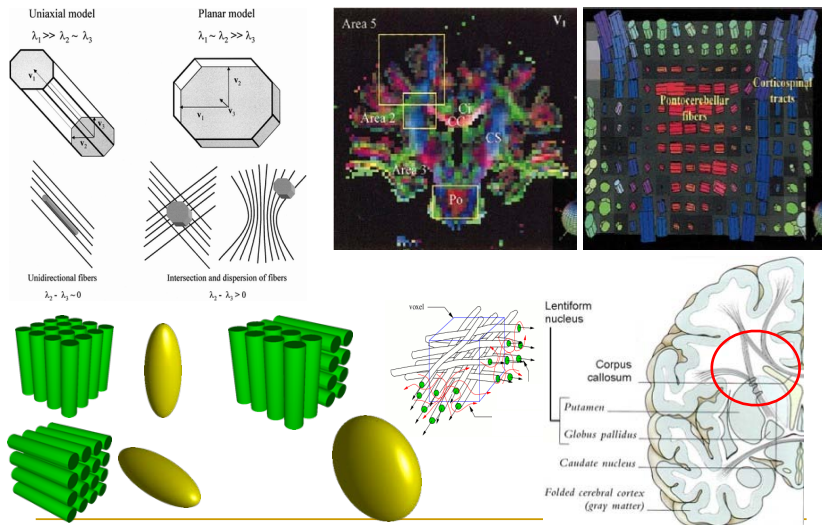 Uniaxial model
λ1 >> λ2 ~ λ3
v1
v3
v2
Unidirectional fibers
λ2 - λ3 ~ 0
Planar model
λ1 ~ λ2 >> λ3
v2
v1
v3
Intersection and dispersion of fibers
λ2 - λ3 > 0
Area 5
V1
Area 2
Cr
CC
CS
Area 3
Po
Pontocerebellar
fibers
Corticospinal
tracts
voxel
Lentiform
nucleus
Corpus
callosum
Putamen
Globus pallidus
Caudate nucleus
Folded cerebral cortex
(gray matter)